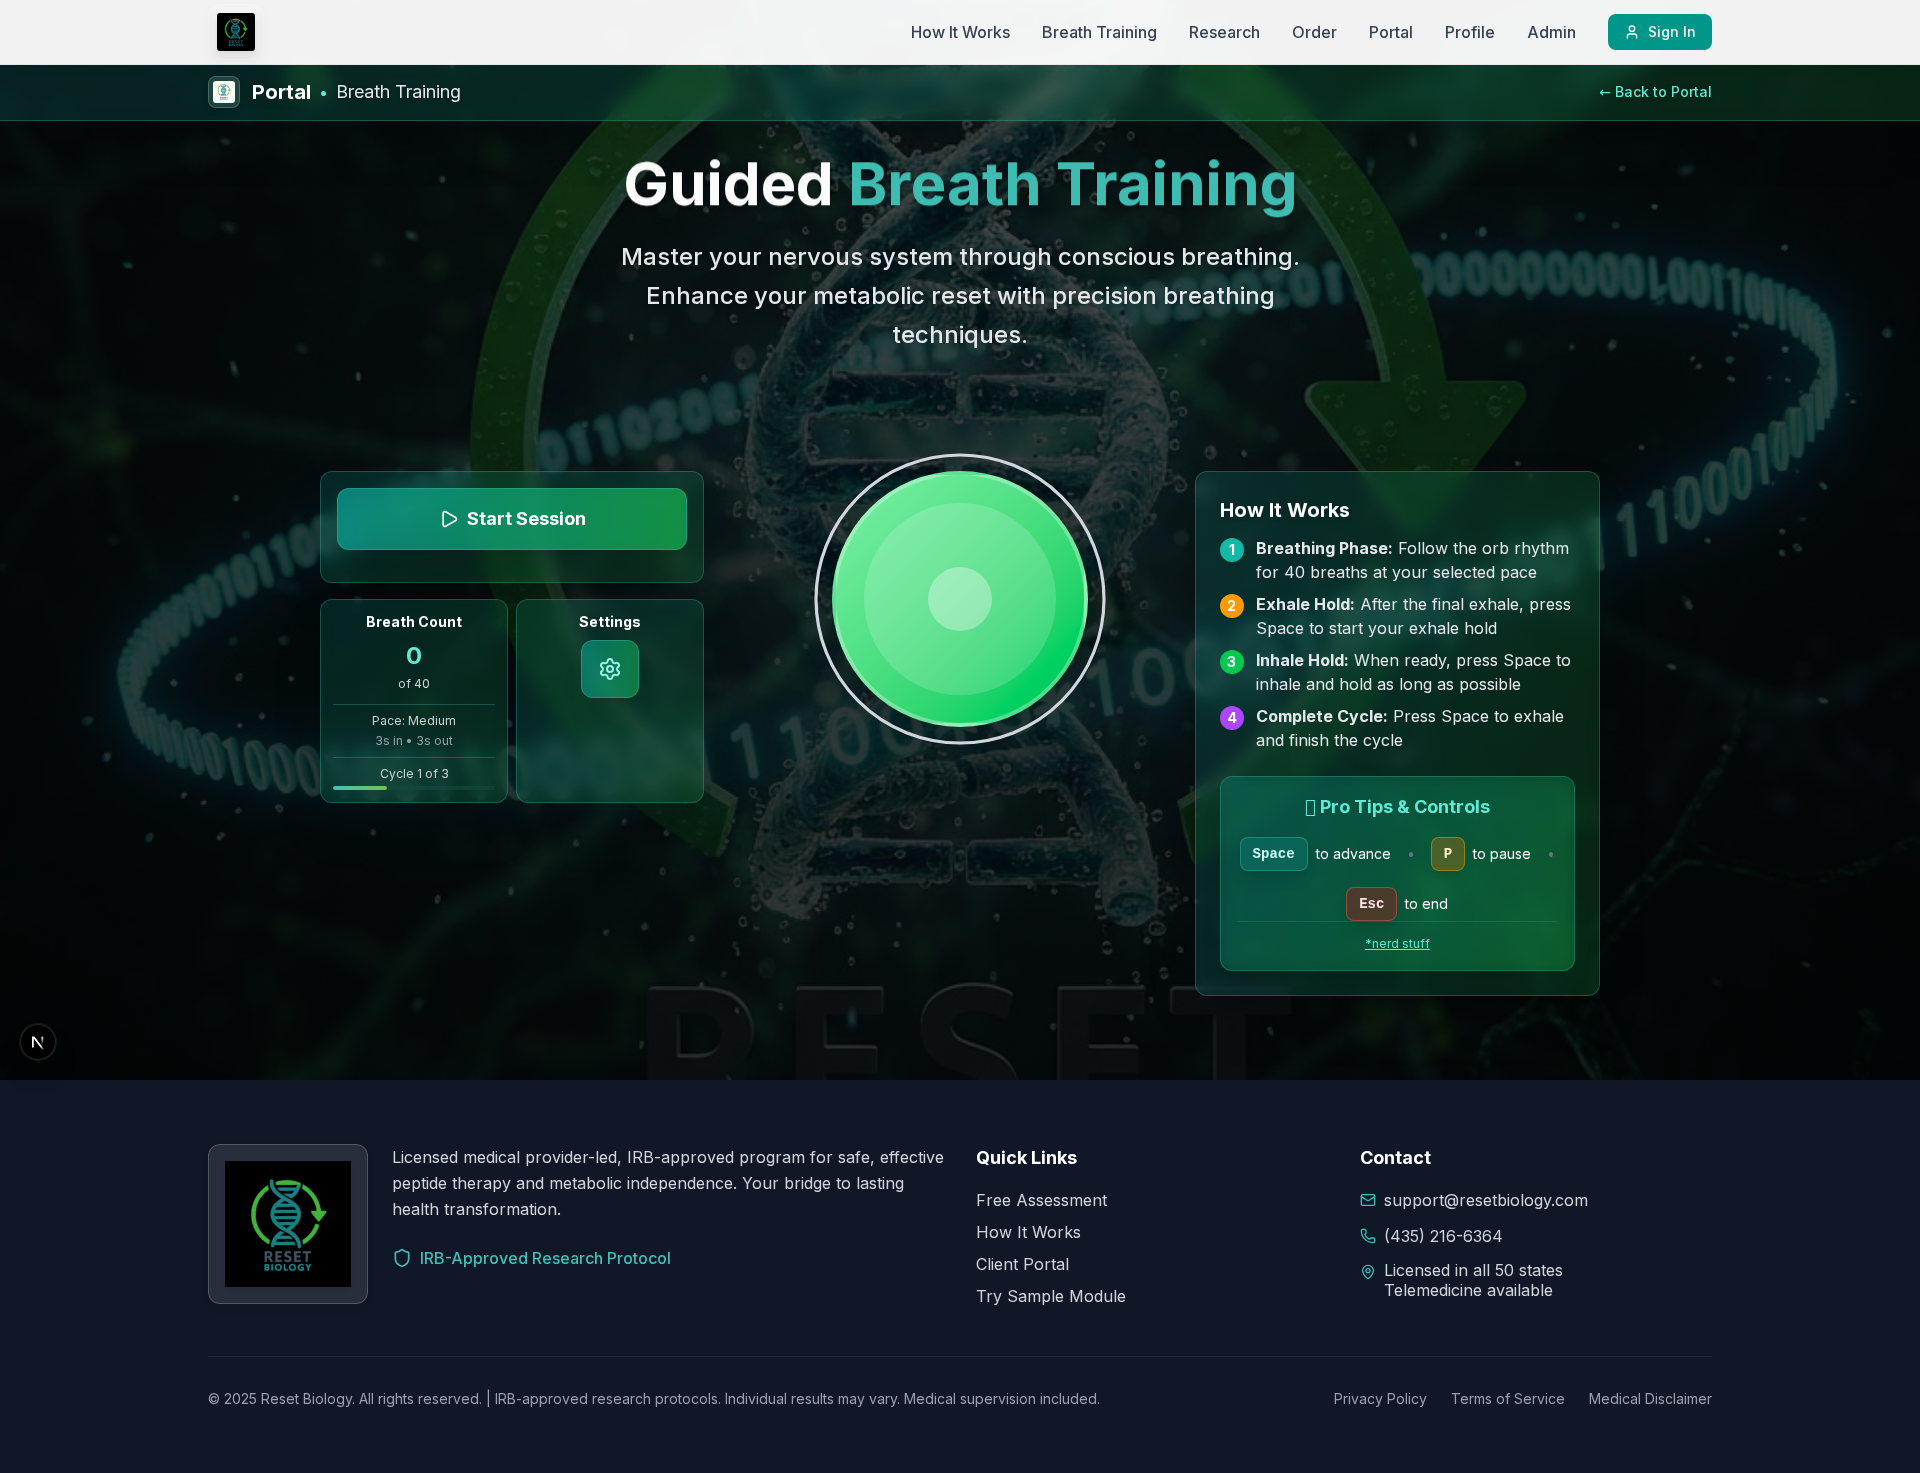 How It Works
Breath Training
Research
Order
Portal
Profile
Admin
Sign In
Portal • Breath Training
← Back to Portal
Guided Breath Training
Master your nervous system through conscious breathing.
Enhance your metabolic reset with precision breathing
techniques.
Start Session
Breath Count
0
of 40
Pace: Medium
3s in • 3s out
Cycle 1 of 3
Settings
How It Works
1 Breathing Phase: Follow the orb rhythm
for 40 breaths at your selected pace
2 Exhale Hold: After the final exhale, press
Space to start your exhale hold
3 Inhale Hold: When ready, press Space to
inhale and hold as long as possible
4 Complete Cycle: Press Space to exhale
and finish the cycle
Pro Tips & Controls
Space to advance • P to pause •
Esc to end
*nerd stuff
RESET
N
RESET
BIOLOGY
Licensed medical provider-led, IRB-approved program for safe, effective
peptide therapy and metabolic independence. Your bridge to lasting
health transformation.
IRB-Approved Research Protocol
Quick Links
Free Assessment
How It Works
Client Portal
Try Sample Module
Contact
support@resetbiology.com
(435) 216-6364
Licensed in all 50 states
Telemedicine available
© 2025 Reset Biology. All rights reserved. | IRB-approved research protocols. Individual results may vary. Medical supervision included.
Privacy Policy
Terms of Service
Medical Disclaimer